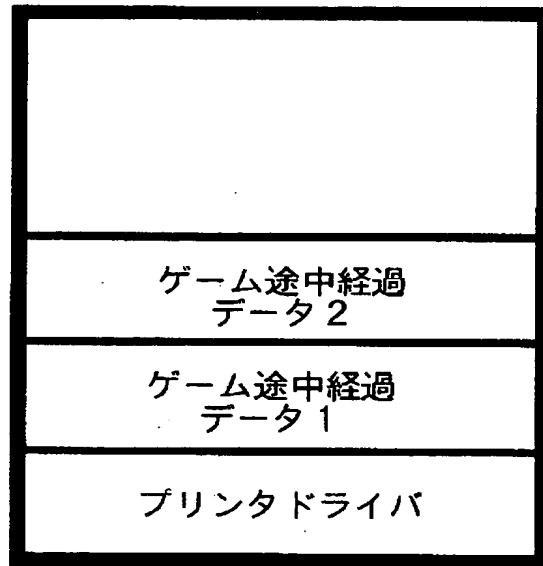 ゲーム途中経過
データ2
ゲーム途中経過
データ1
プリンタドライバ